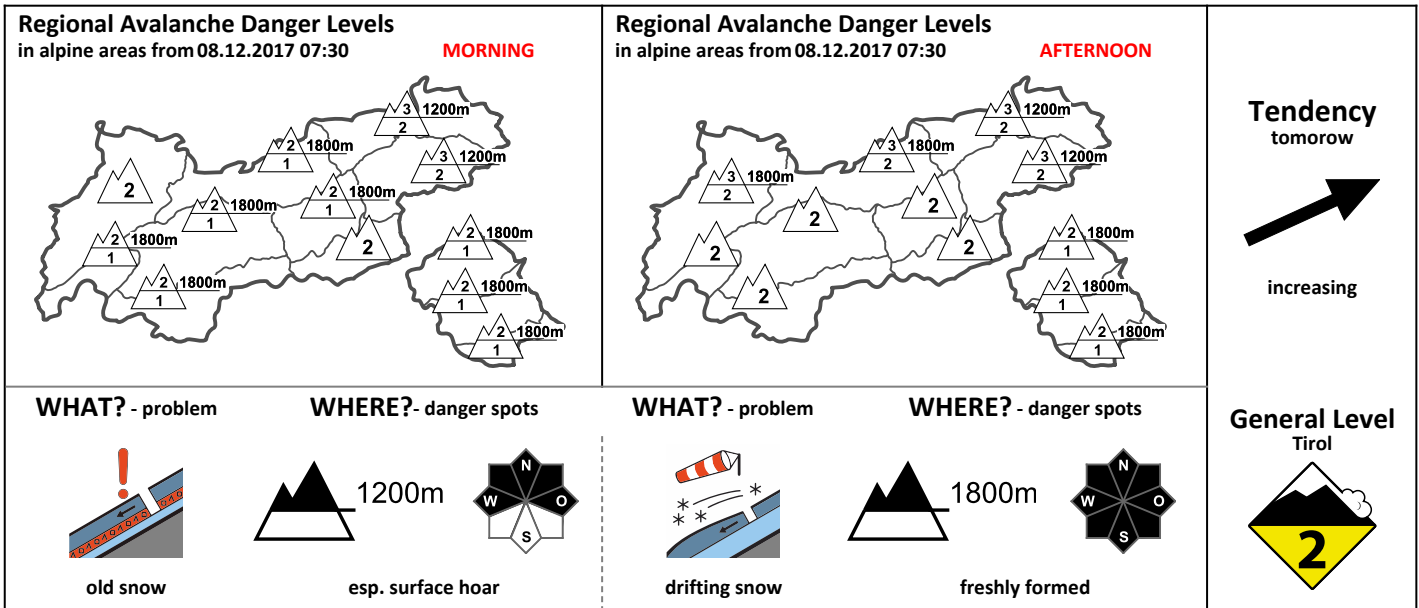 Regional Avalanche Danger Levels
in alpine areas from 08.12.2017 07:30 MORNING
3 1200m
2
2 1800m
1
3 1200m
2
2
2 1800m
1
2 1800m
1
2 1800m
1
2
2 1800m
1
2 1800m
1
2 1800m
1
2 1800m
1
Regional Avalanche Danger Levels
in alpine areas from 08.12.2017 07:30 AFTERNOON
3 1200m
2
3 1800m
2
3 1200m
2
3 1800m
2
2
2
2
2
2
2 1800m
1
2 1800m
1
2 1800m
1
Tendency
tomorow
increasing
WHAT? - problem
old snow
WHERE? - danger spots
1200m
N
W O
S
esp. surface hoar
WHAT? - problem
drifting snow
WHERE? - danger spots
1800m
N
W O
S
freshly formed
General Level
Tirol
2